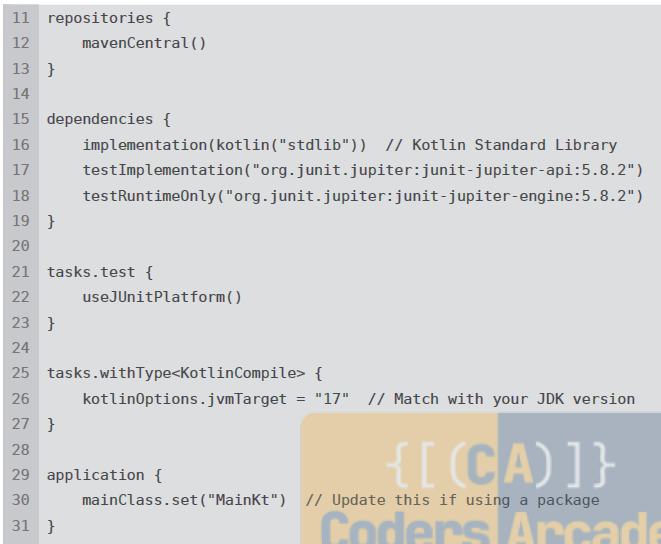 11 repositories {
12     mavenCentral()
13 }
14
15 dependencies {
16     implementation(kotlin("stdlib"))  // Kotlin Standard Library
17     testImplementation("org.junit.jupiter:junit-jupiter-api:5.8.2")
18     testRuntimeOnly("org.junit.jupiter:junit-jupiter-engine:5.8.2")
19 }
20
21 tasks.test {
22     useJUnitPlatform()
23 }
24
25 tasks.withType<KotlinCompile> {
26     kotlinOptions.jvmTarget = "17"  // Match with your JDK version
27 }
28
29 application {
30     mainClass.set("MainKt")  // Update this if using a package
31 }
{[(CA)]}
Coders Arcade